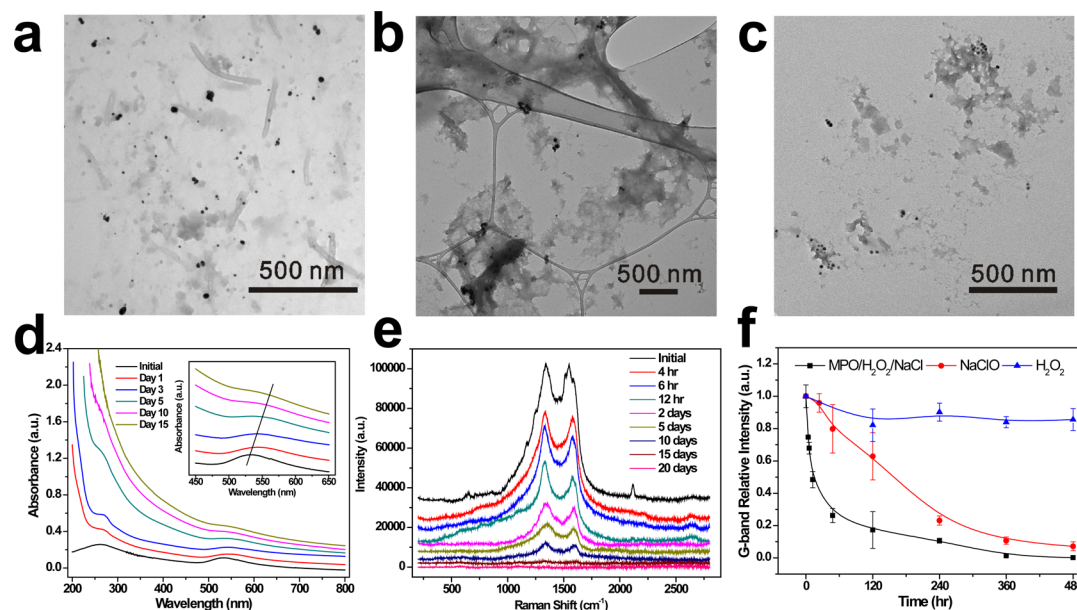 a
b
c
500 nm
500 nm
500 nm
d
e
f
2.4
2.0
1.6
1.2
0.8
0.4
0.0
Absorbance (a.u.)
Initial
Day 1
Day 3
Day 5
Day 10
Day 15
Absorbance (a.u.)
450 500 550 600 650
Wavelength (nm)
200 300 400 500 600 700 800
Wavelength (nm)
Intensity (a.u.)
100000
80000
60000
40000
20000
0
Initial
4 hr
6 hr
12 hr
2 days
5 days
10 days
15 days
20 days
500 1000 1500 2000 2500
Raman Shift (cm⁻¹)
G-band Relative Intensity (a.u.)
1.2
1.0
0.8
0.6
0.4
0.2
0.0
MPO/H₂O₂/NaCl NaClO H₂O₂
0 120 240 360 48
Time (hr)